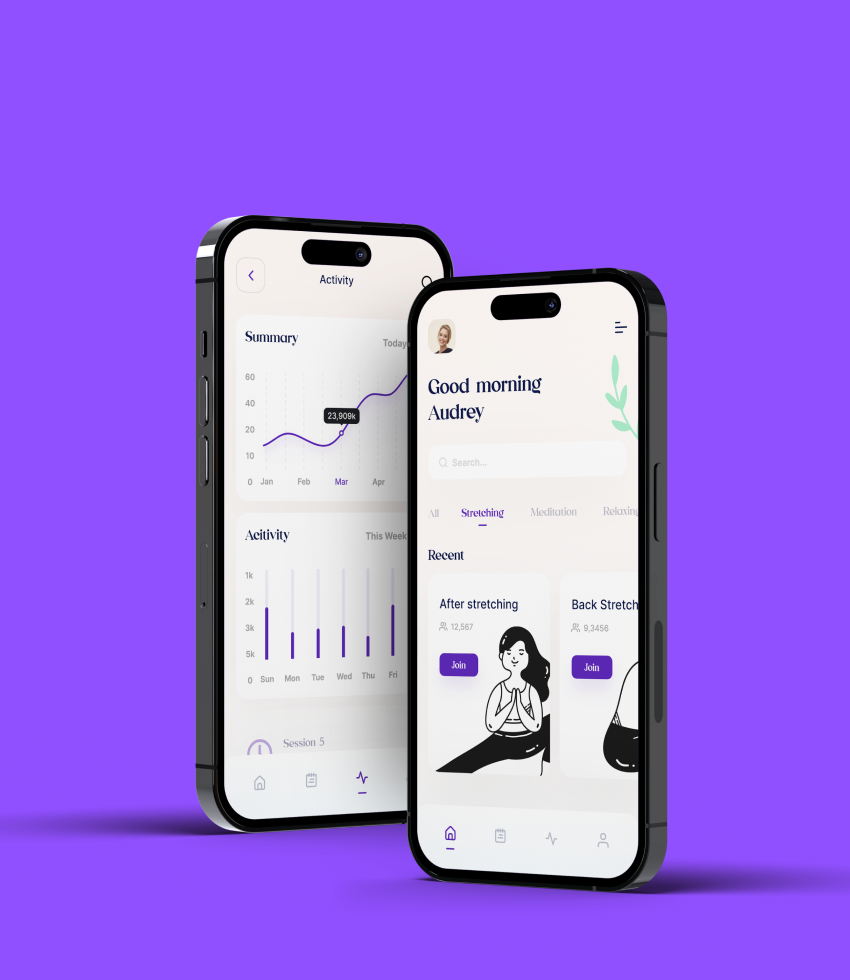 Activity
Summary
Today
60
40
20
10
0
23,909k
Jan Feb Mar Apr
Acitivity
This Week
1k
2k
3k
5k
0
Sun Mon Tue Wed Thu Fri
Session 5
Good morning
Audrey
Search...
All Stretching Meditation Relaxing
Recent
After stretching
12,567
Join
Back Stretch
9,3456
Join